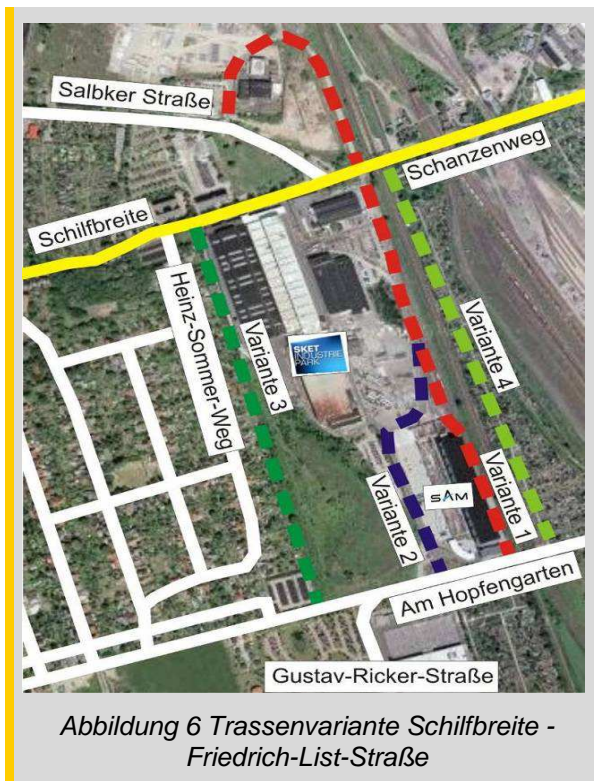 Salbker Straße
Schanzenweg
Schilfbreite
Heinz-Sommer-Weg
Variante 3
SKET
INDUSTRIE
PARK
Variante 4
Variante 2
SAM
Variante 1
Am Hopfengarten
Gustav-Ricker-Straße
Abbildung 6 Trassenvariante Schilfbreite -
Friedrich-List-Straße